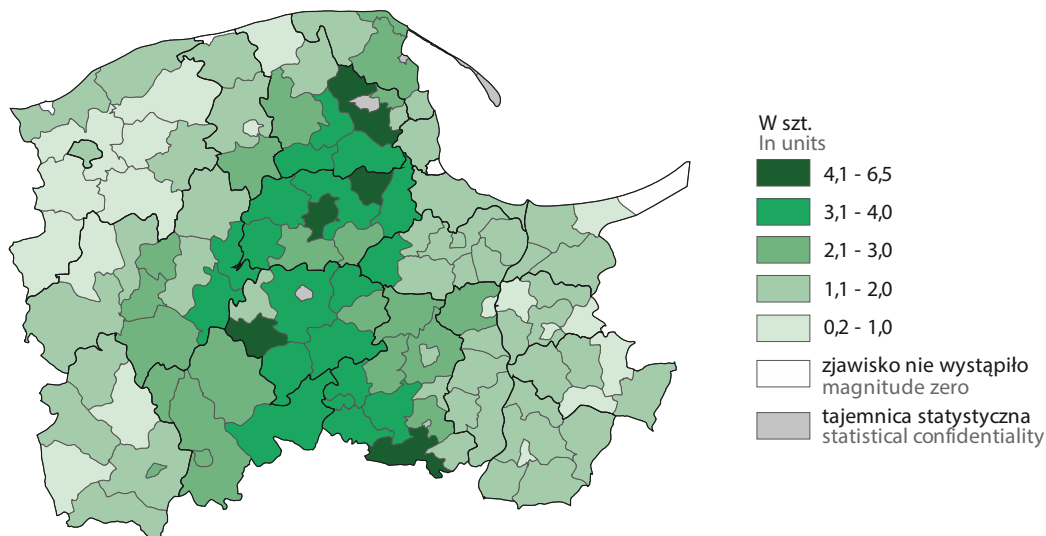 W szt.
In units
4,1 - 6,5
3,1 - 4,0
2,1 - 3,0
1,1 - 2,0
0,2 - 1,0
zjawisko nie wystąpiło
magnitude zero
tajemnica statystyczna
statistical confidentiality